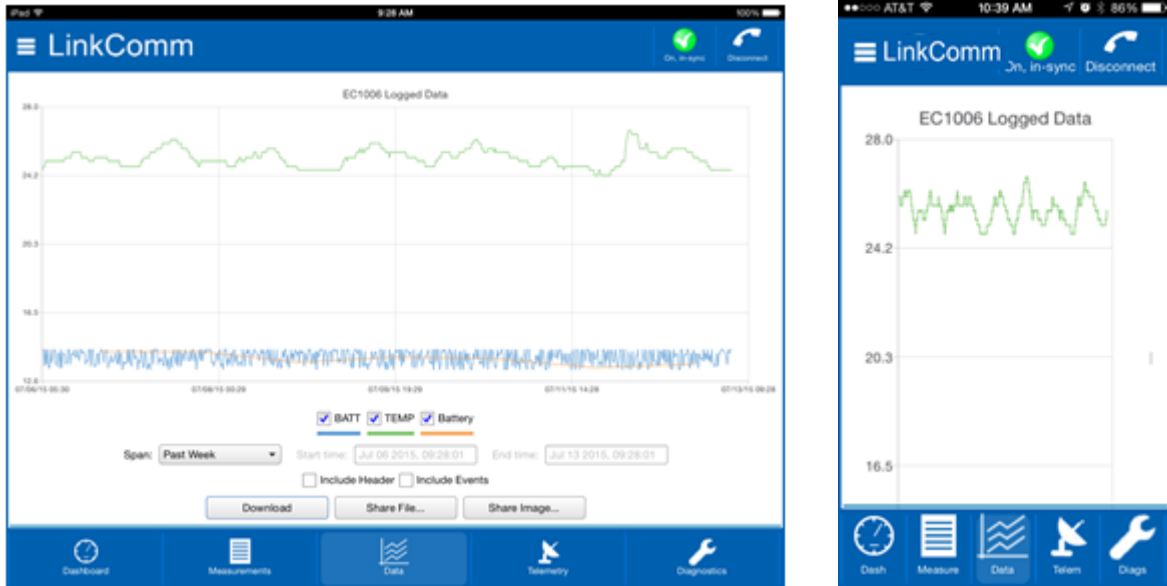 iPad 9:28 AM 100%
LinkComm
On, in-sync Disconnect
EC1006 Logged Data
28.0
24.2
20.3
16.5
12.6
07/06/15 05:30 07/08/15 00:29 07/09/15 19:29 07/11/15 14:28 07/13/15 09:28
BATT TEMP Battery
Span: Past Week Start time: Jul 06 2015, 09:28:01 End time: Jul 13 2015, 09:28:01
Include Header Include Events
Download Share File... Share Image...
Dashboard Measurements Data Telemetry Diagnostics
AT&T 10:39 AM 86%
LinkComm On, in-sync Disconnect
EC1006 Logged Data
28.0
24.2
20.3
16.5
Dash Measure Data Telem Diags